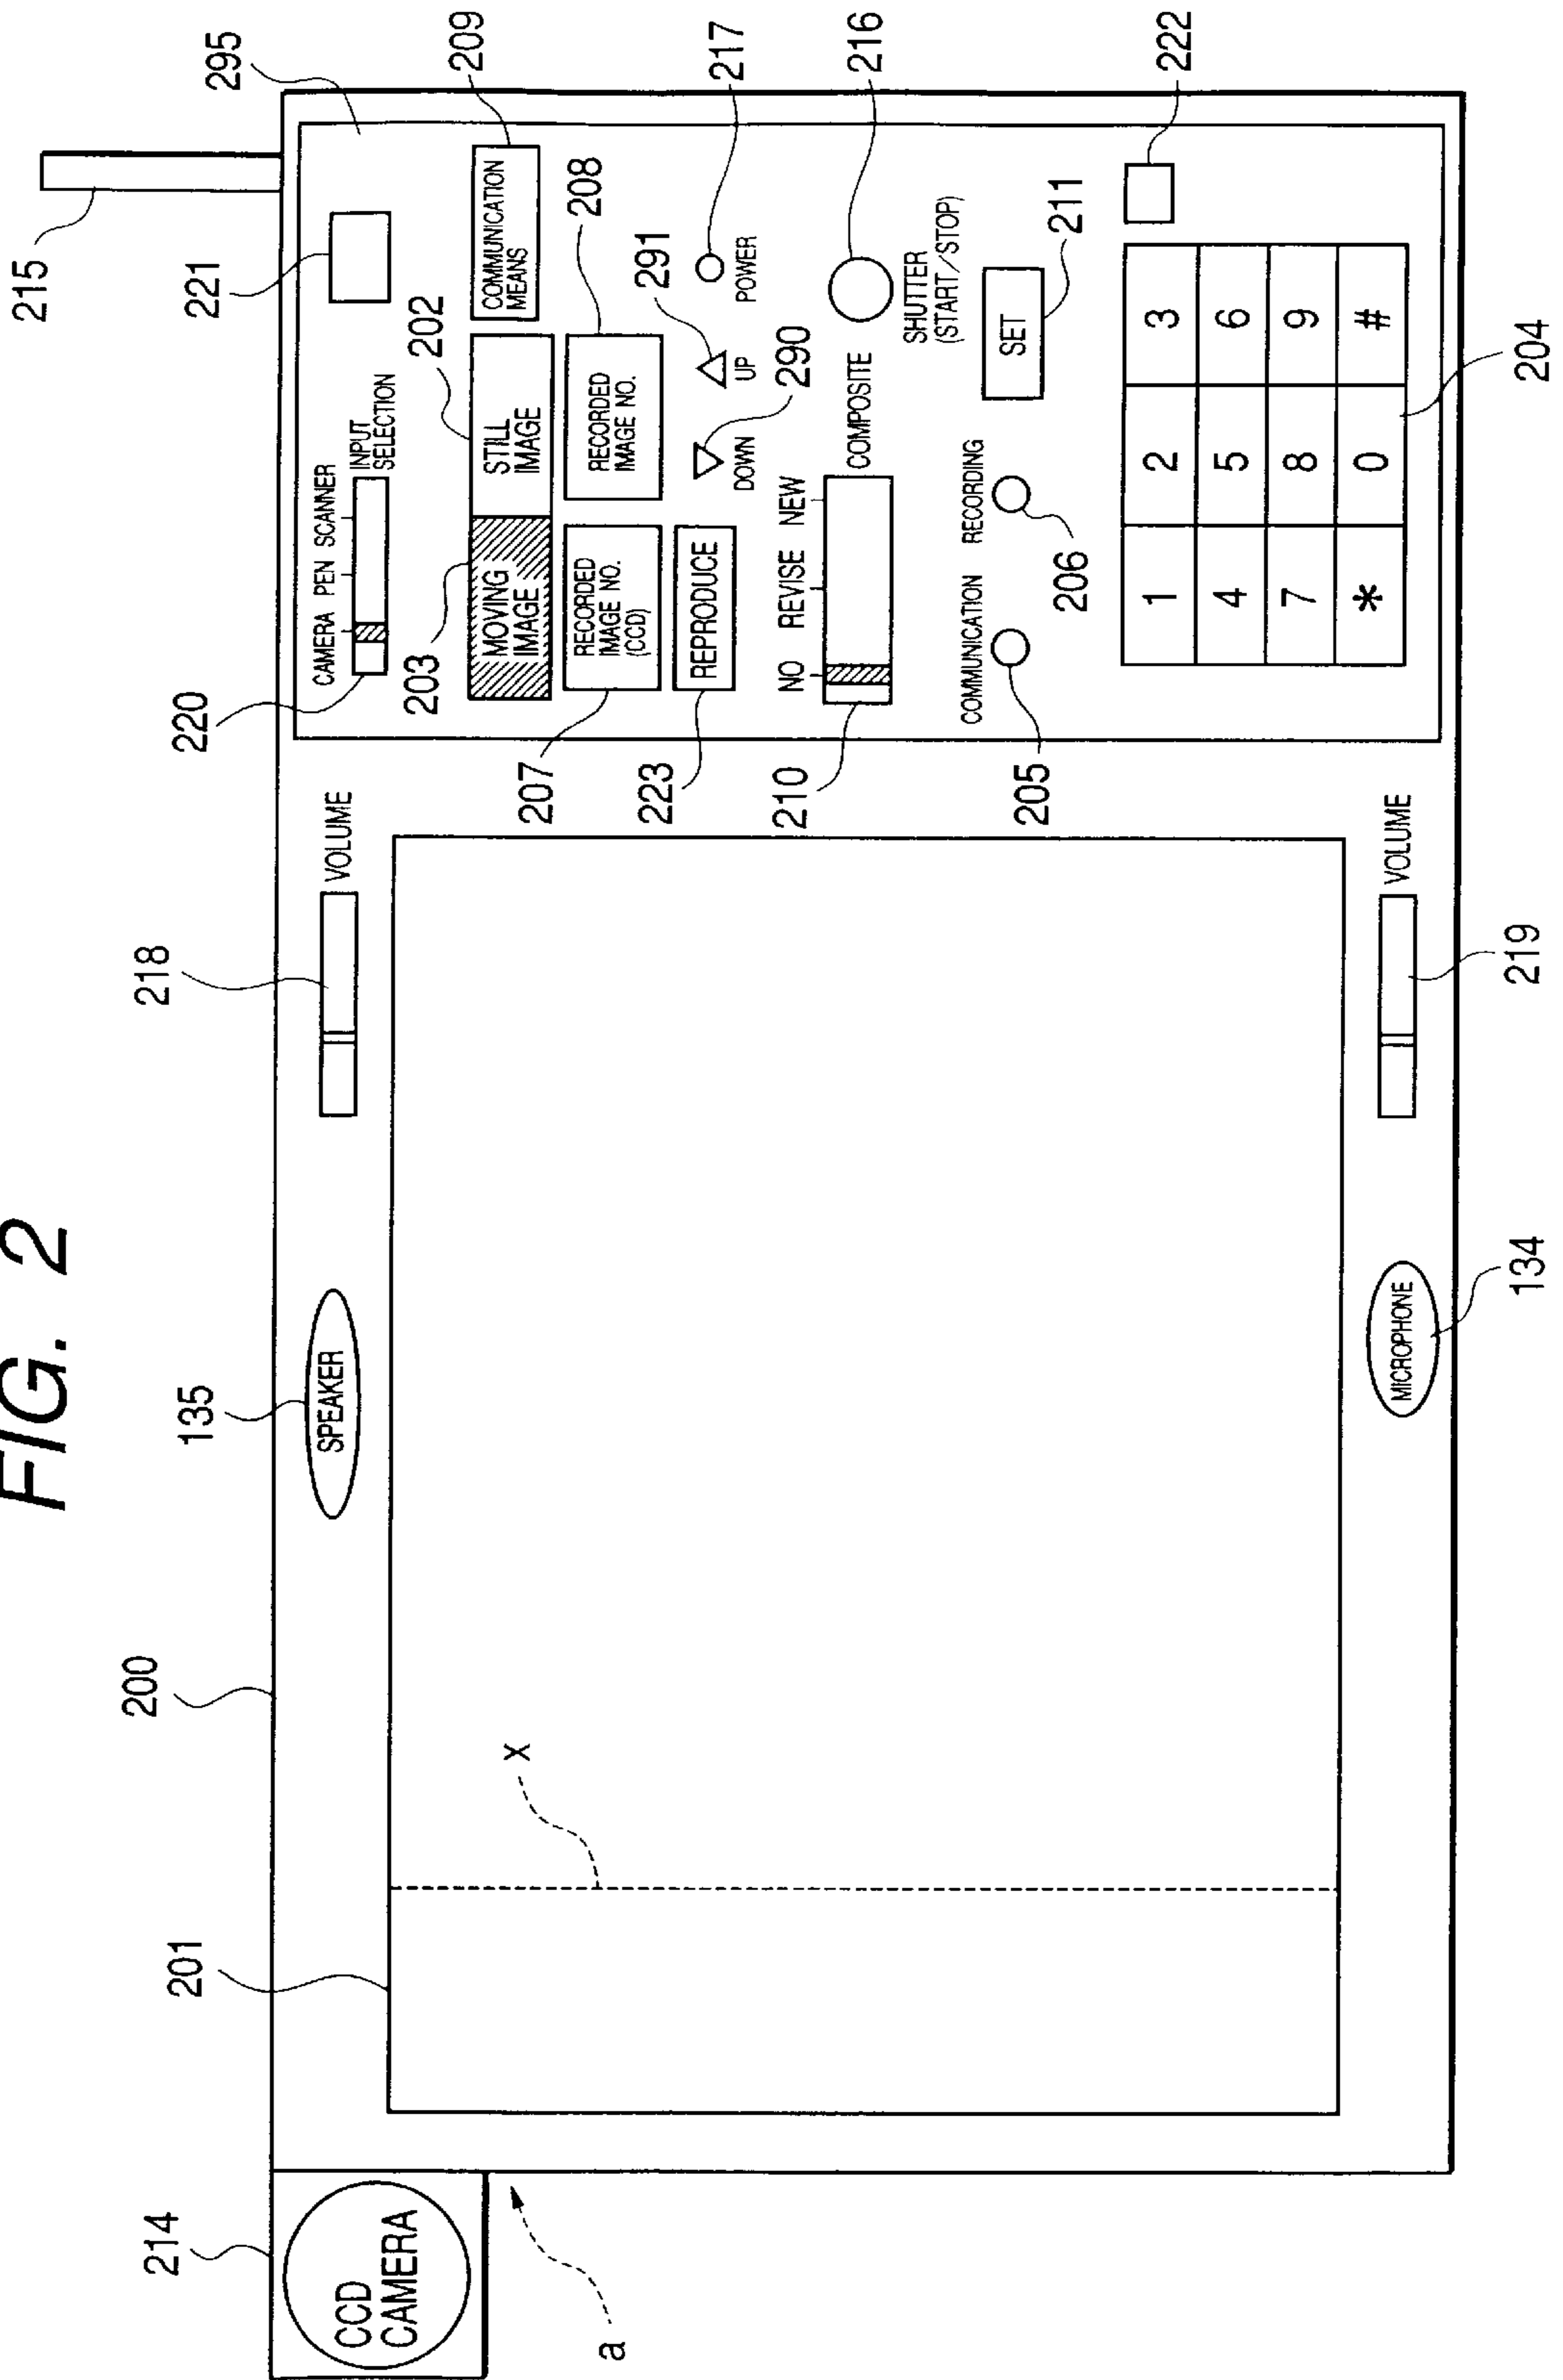 FIG. 2
215
295
221
209
220
CAMERA PEN SCANNER
INPUT
SELECTION
218
VOLUME
135
SPEAKER
200
201
214
CCD
CAMERA
a
x
203
202
MOVING
IMAGE
STILL
IMAGE
COMMUNICATION
MEANS
208
207
RECORDED
IMAGE NO.
(CCD)
RECORDED
IMAGE NO.
291
217
223
REPRODUCE
DOWN
UP
POWER
290
216
210
NO REVISE NEW
COMPOSITE
SHUTTER
(START/STOP)
COMMUNICATION RECORDING
205
206
SET
211
222
1 2 3
4 5 6
7 8 9
* 0 #
204
VOLUME
219
MICROPHONE
134